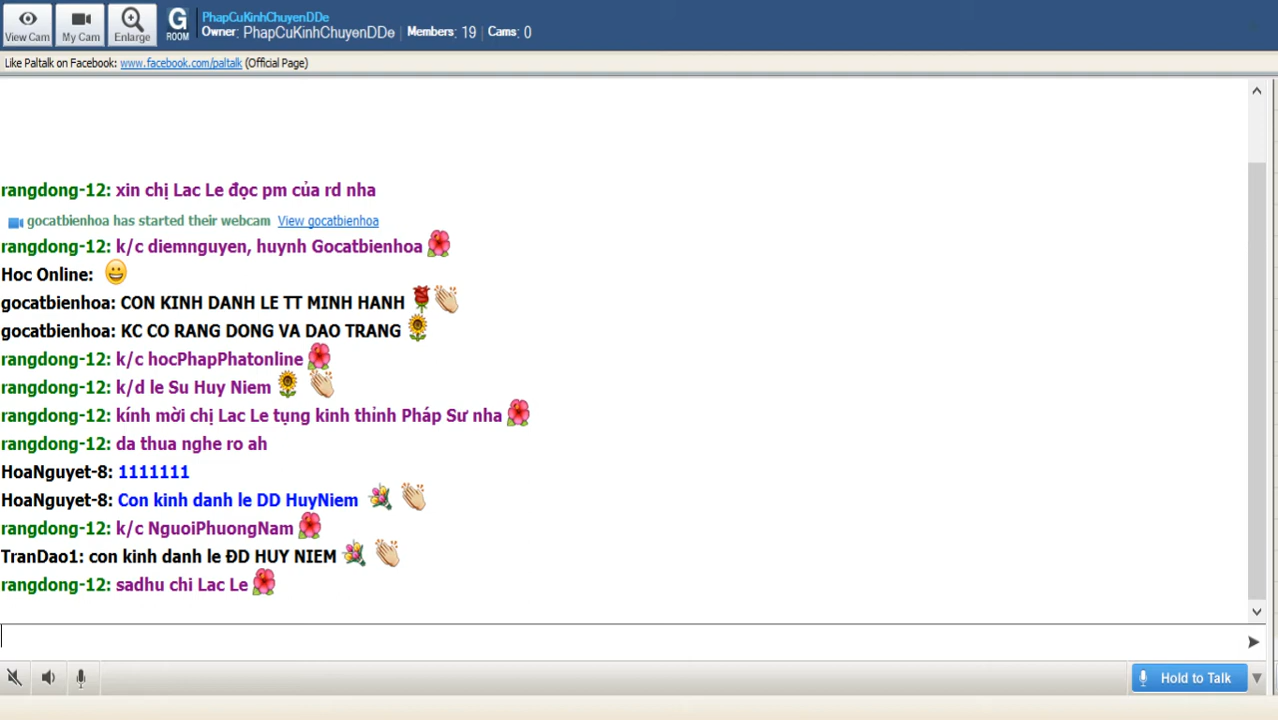 View Cam
My Cam
Enlarge
G
ROOM
PhapCuKinhChuyenDDe
Owner: PhapCuKinhChuyenDDe | Members: 19 | Cams: 0
Like Paltalk on Facebook: www.facebook.com/paltalk (Official Page)
rangdong-12: xin chị Lac Le đọc pm của rd nha
gocatbienhoa has started their webcam View gocatbienhoa
rangdong-12: k/c diemnguyen, huynh Gocatbienhoa
Hoc Online:
gocatbienhoa: CON KINH DANH LE TT MINH HANH
gocatbienhoa: KC CO RANG DONG VA DAO TRANG
rangdong-12: k/c hocPhapPhatonline
rangdong-12: k/d le Su Huy Niem
rangdong-12: kính mời chị Lac Le tụng kinh thỉnh Pháp Sư nha
rangdong-12: da thua nghe ro ah
HoaNguyet-8: 1111111
HoaNguyet-8: Con kinh danh le DD HuyNiem
rangdong-12: k/c NguoiPhuongNam
TranDao1: con kinh danh le ĐD HUY NIEM
rangdong-12: sadhu chi Lac Le
Hold to Talk